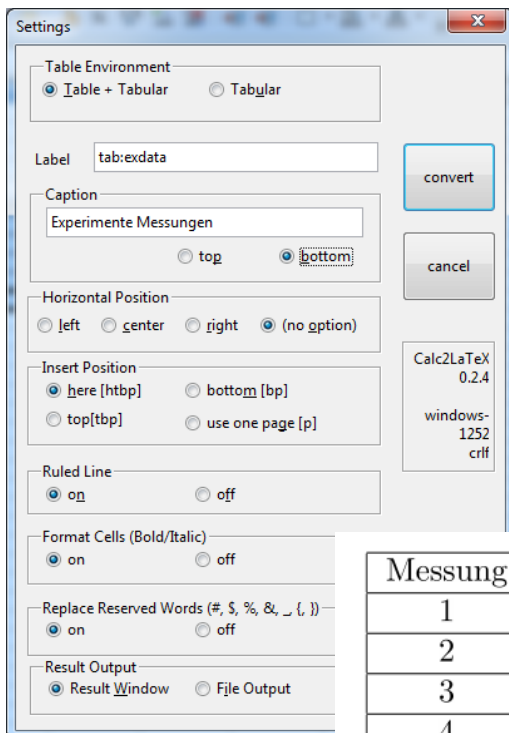 Settings
Table Environment
Table + Tabular Tabular
Label tab:exdata
convert
Caption
Experimente Messungen
top bottom
cancel
Horizontal Position
left center right (no option)
Insert Position
here [htbp] bottom [bp]
top[tbp] use one page [p]
Calc2LaTeX
0.2.4
windows-
1252
crlf
Ruled Line
on off
Format Cells (Bold/Italic)
on off
Replace Reserved Words (#, $, %, &, _, {, })
on off
Result Output
Result Window File Output
Messung
1
2
3
4